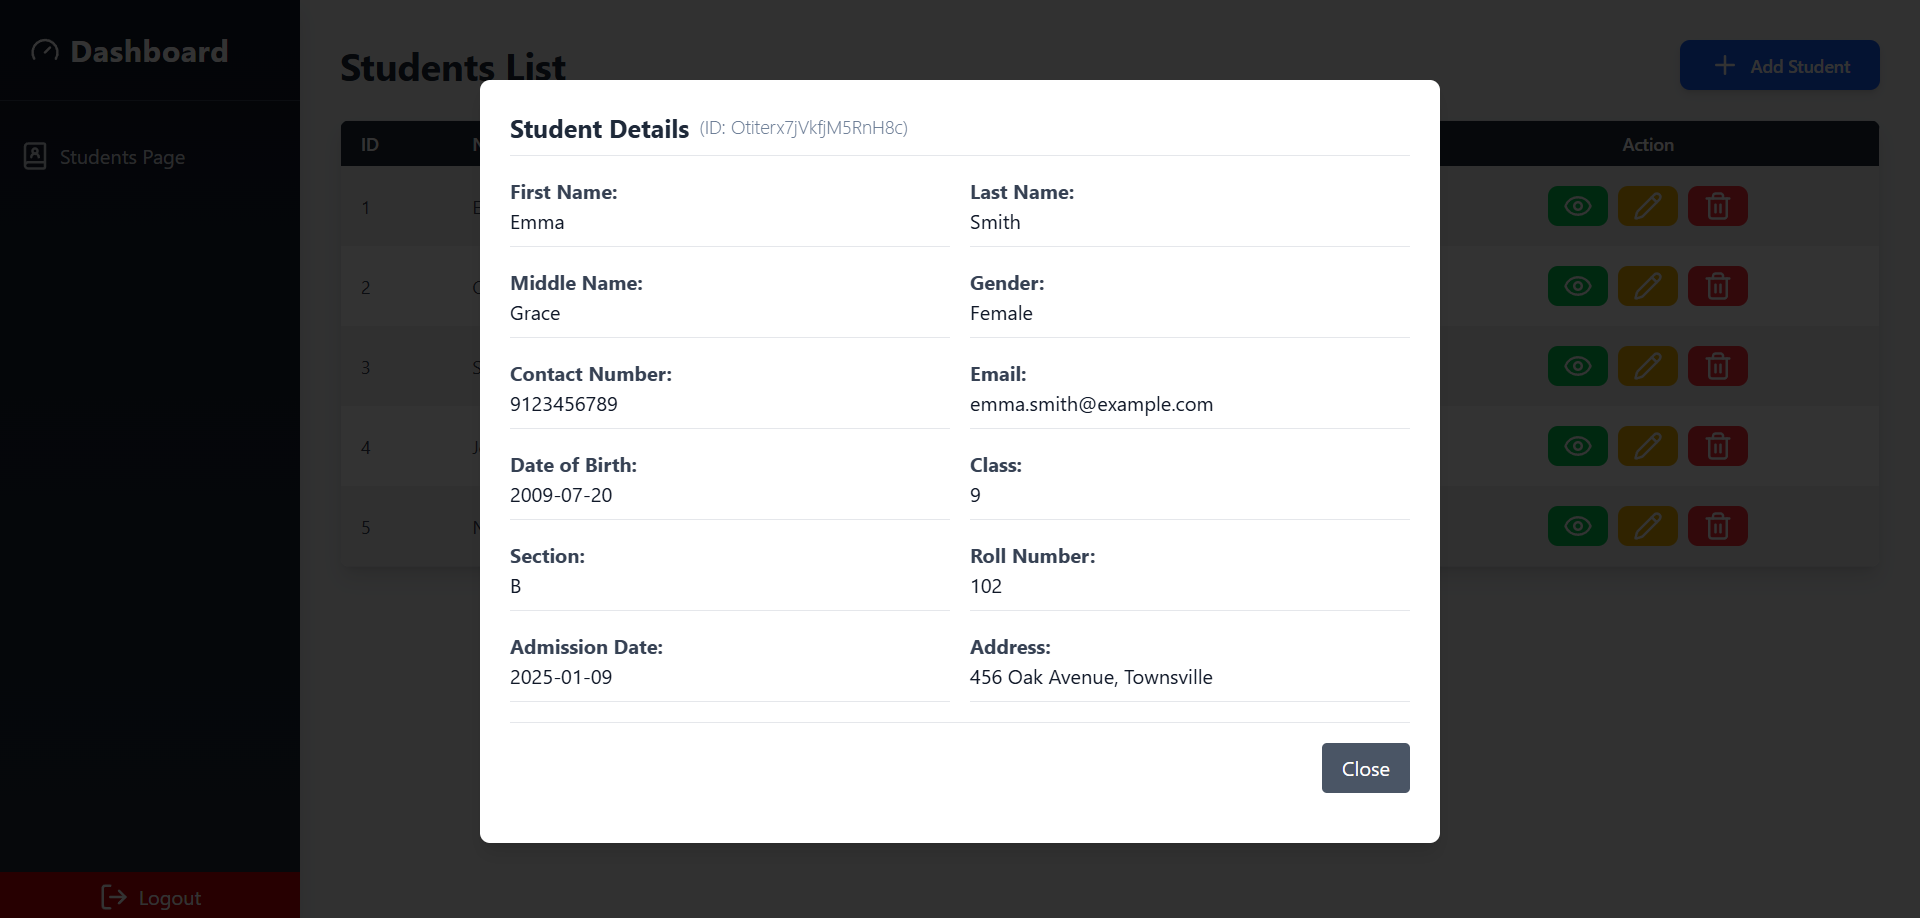 Dashboard
Students Page
Logout
Students List
Add Student
ID
Action
1
2
3
4
5
Student Details (ID: Otiterx7jVkfjM5RnH8c)
First Name:
Emma
Last Name:
Smith
Middle Name:
Grace
Gender:
Female
Contact Number:
9123456789
Email:
emma.smith@example.com
Date of Birth:
2009-07-20
Class:
9
Section:
B
Roll Number:
102
Admission Date:
2025-01-09
Address:
456 Oak Avenue, Townsville
Close